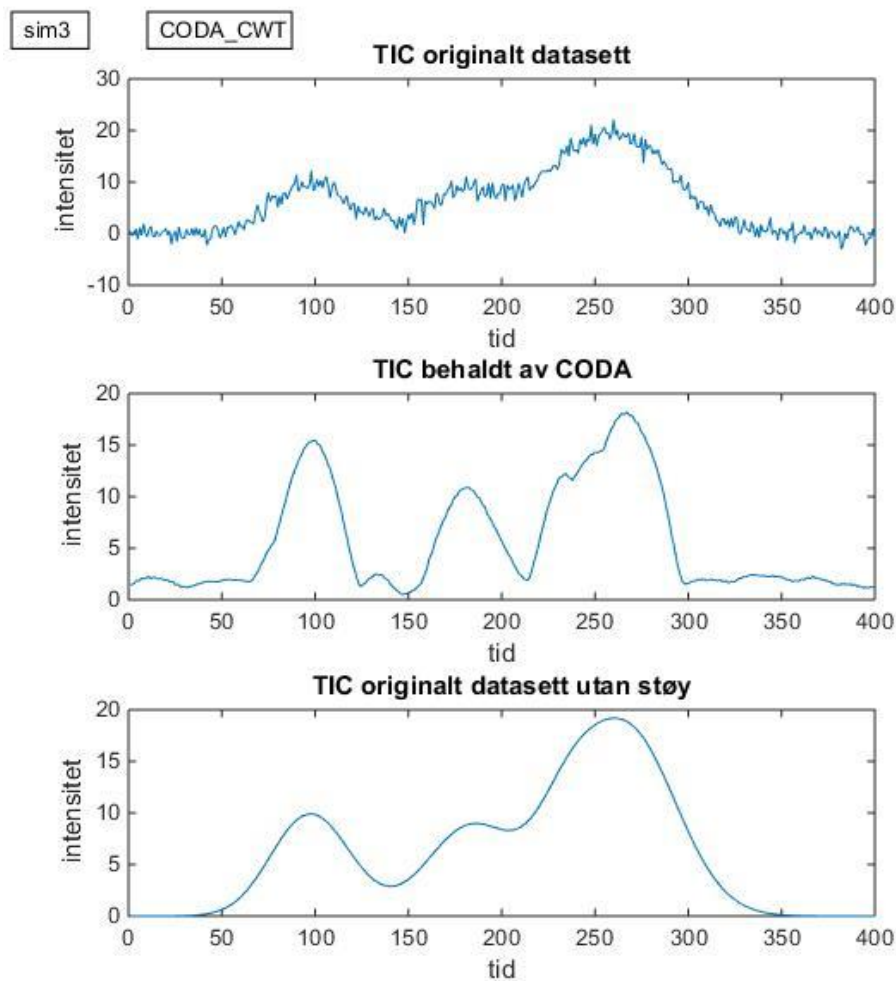 sim3
CODA_CWT
TIC originalt datasett
30
20
10
0
-10
intensitet
0 50 100 150 200 250 300 350 400
tid
TIC behaldt av CODA
20
15
10
5
0
intensitet
0 50 100 150 200 250 300 350 400
tid
TIC originalt datasett utan støy
20
15
10
5
0
intensitet
0 50 100 150 200 250 300 350 400
tid